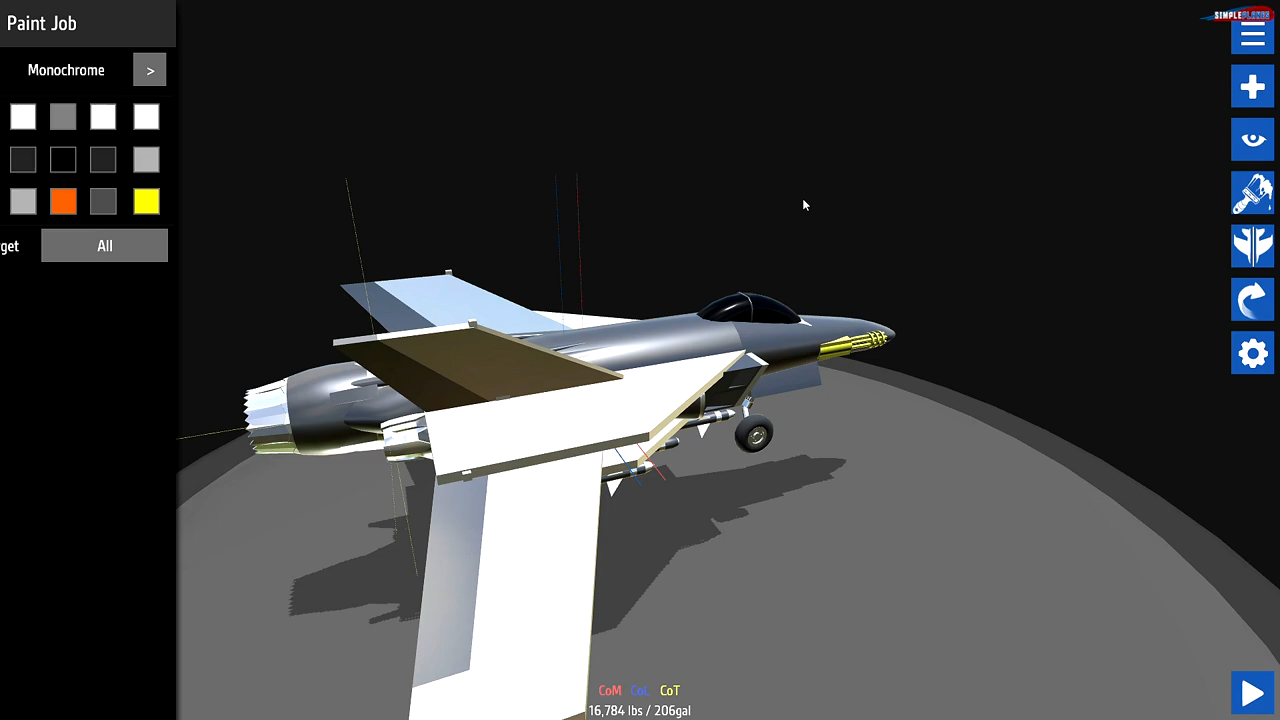 Paint Job
SIMPLEPLANES
Monochrome
>
get
All
CoM CoL CoT
16,784 lbs / 206gal